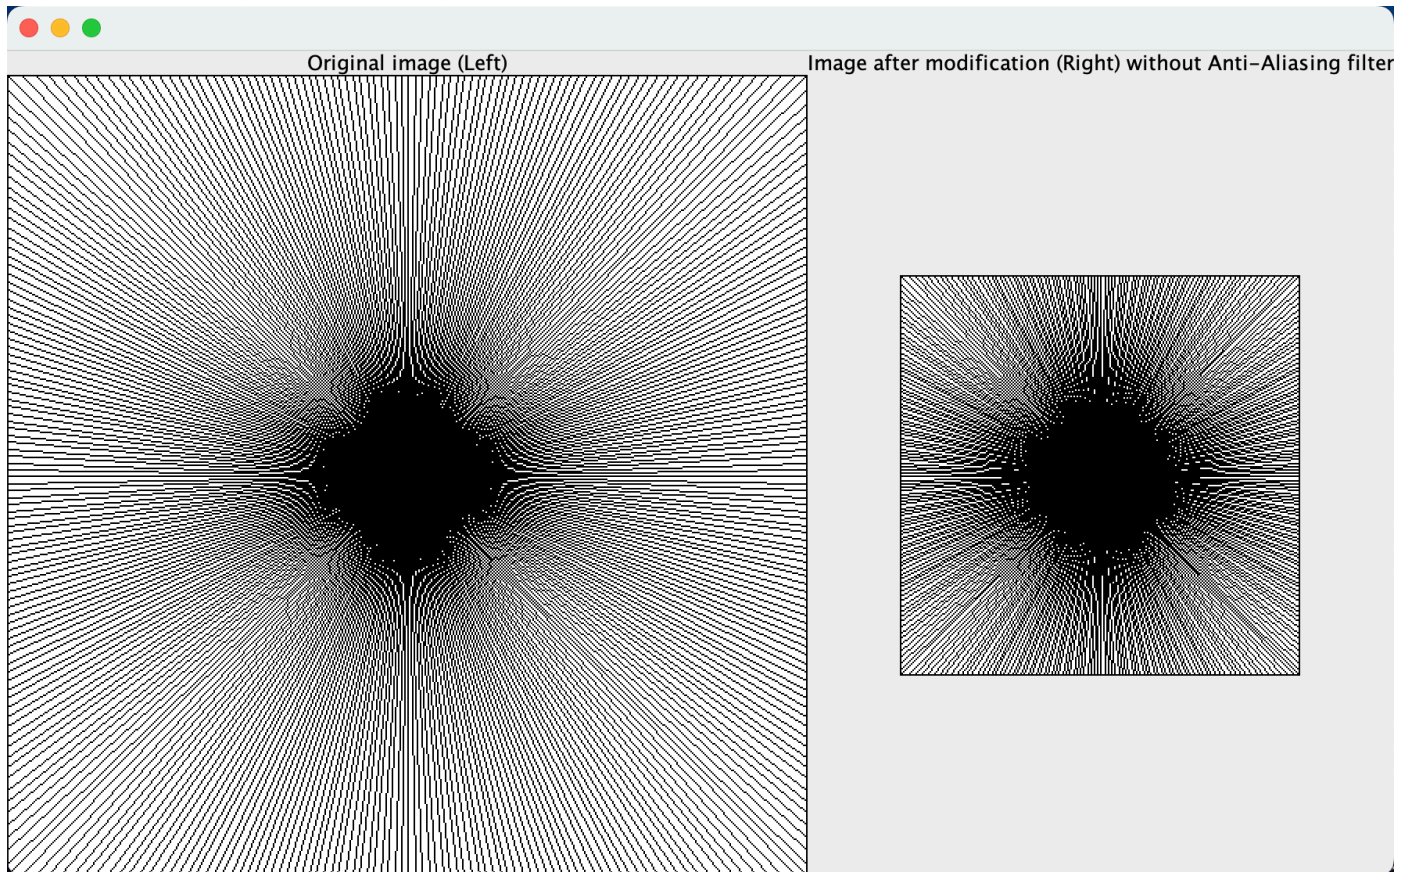 Original image (Left)
Image after modification (Right) without Anti-Aliasing filter